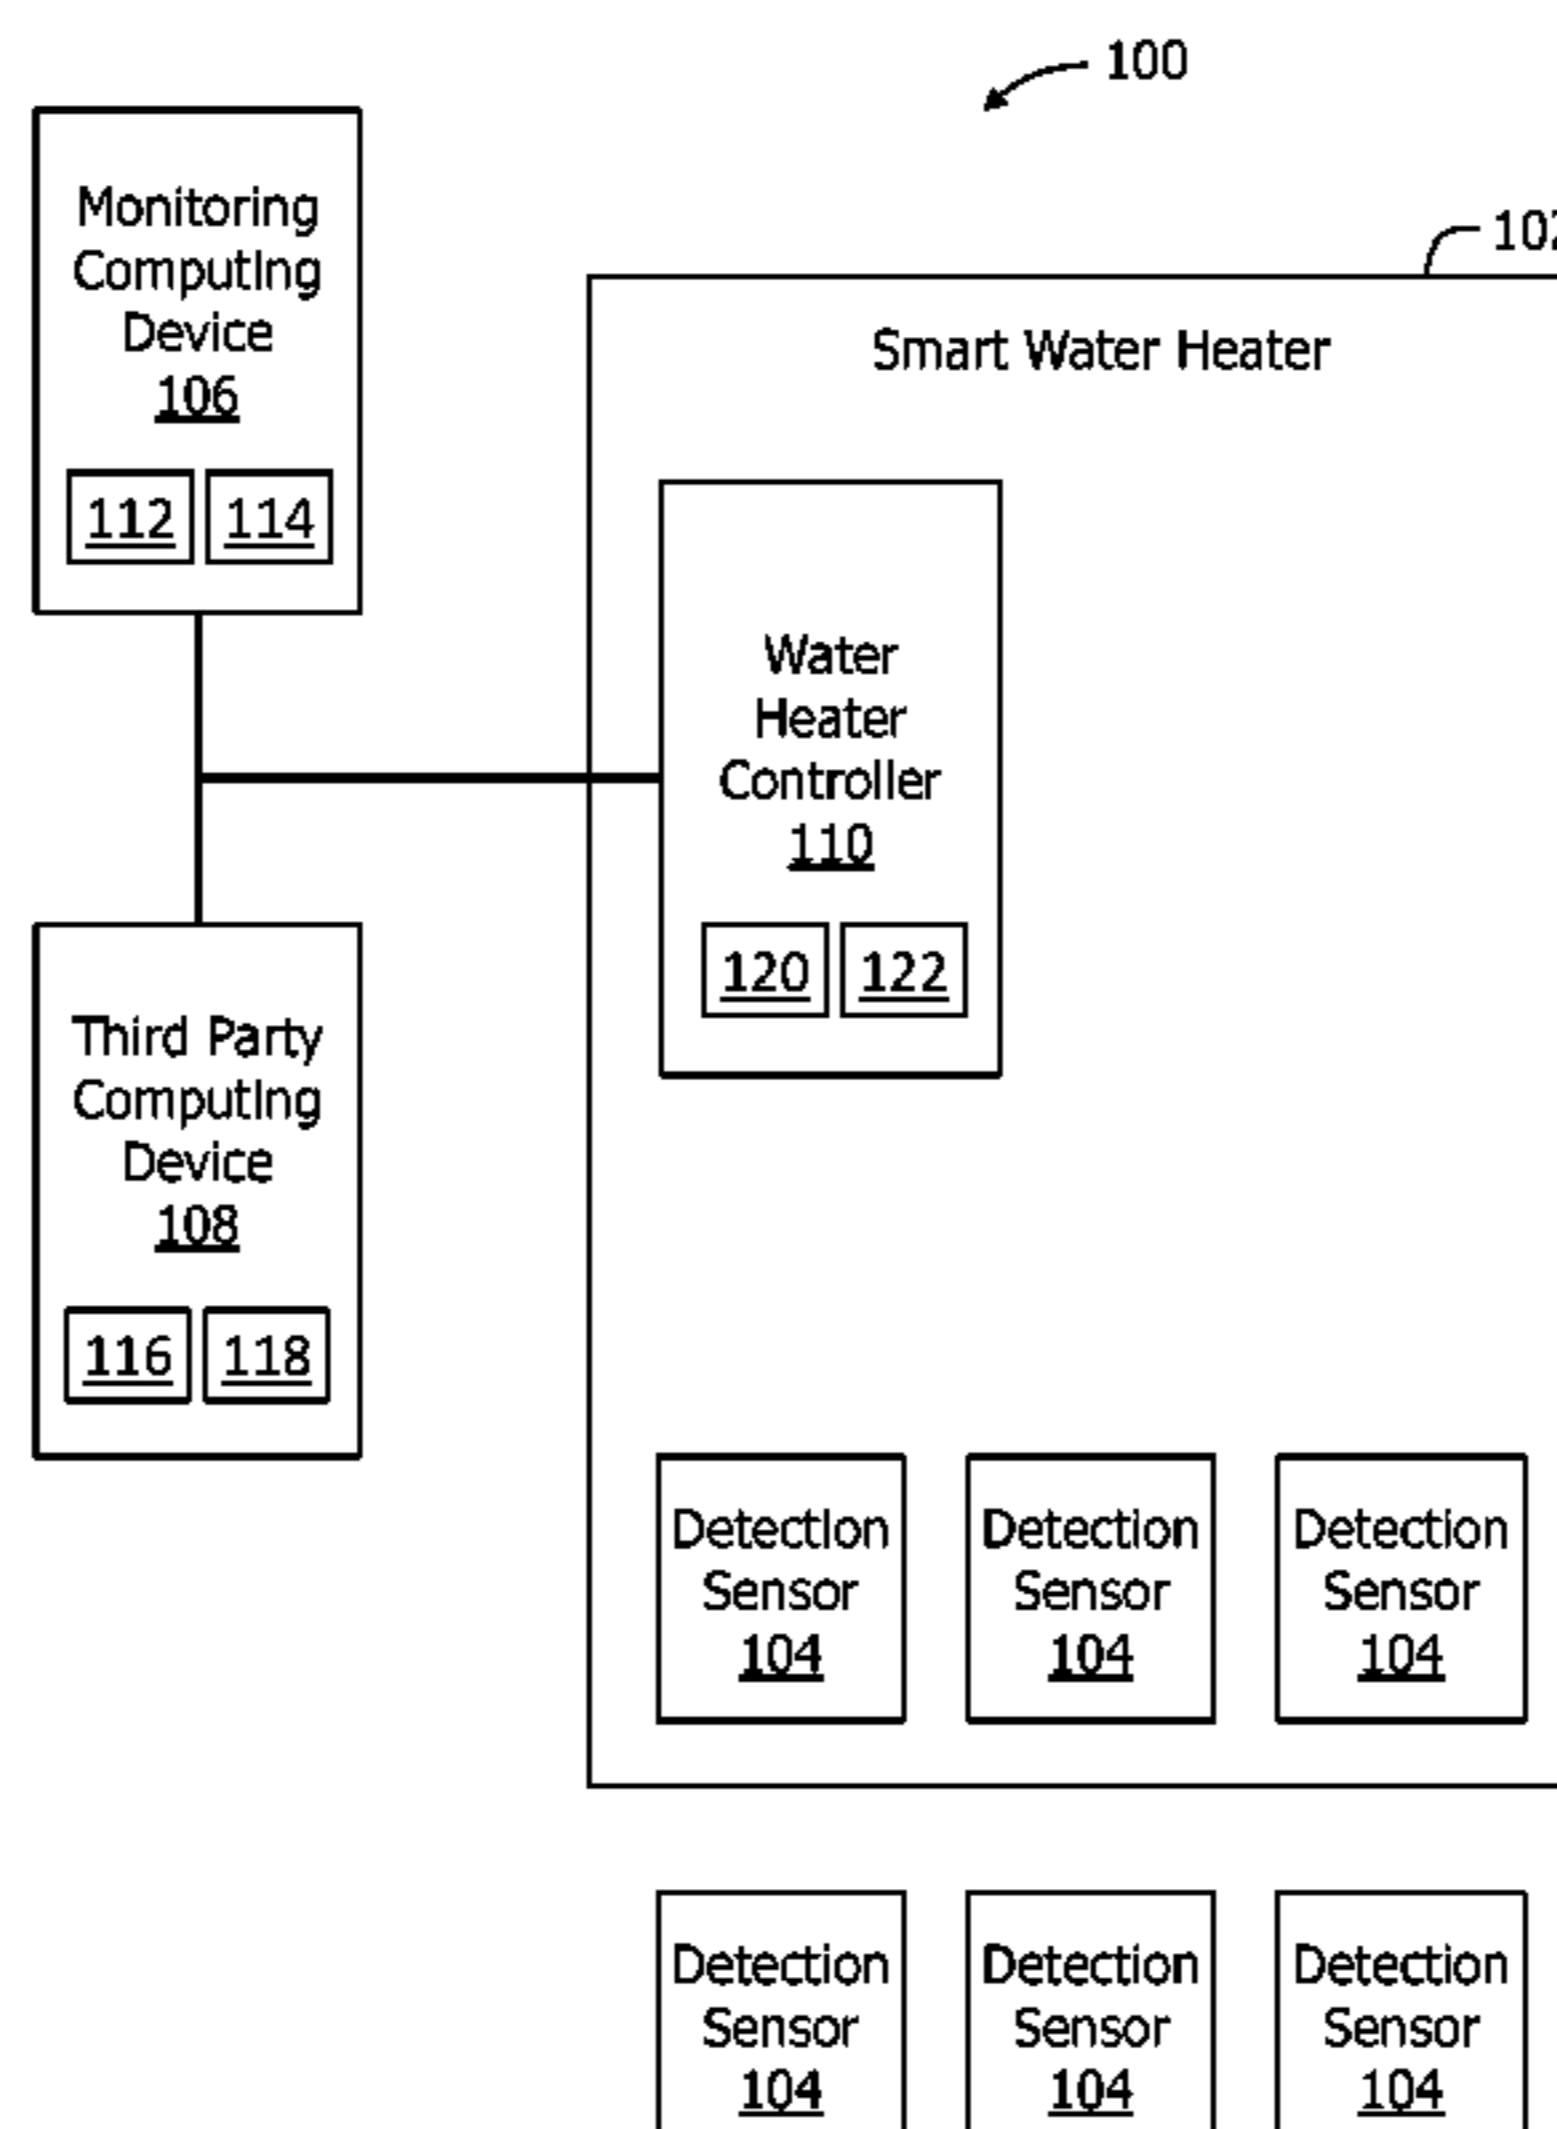 100
Monitoring
Computing
Device
106
112 114
102
Smart Water Heater
Water
Heater
Controller
110
120 122
Third Party
Computing
Device
108
116 118
Detection
Sensor
104
Detection
Sensor
104
Detection
Sensor
104
Detection
Sensor
104
Detection
Sensor
104
Detection
Sensor
104